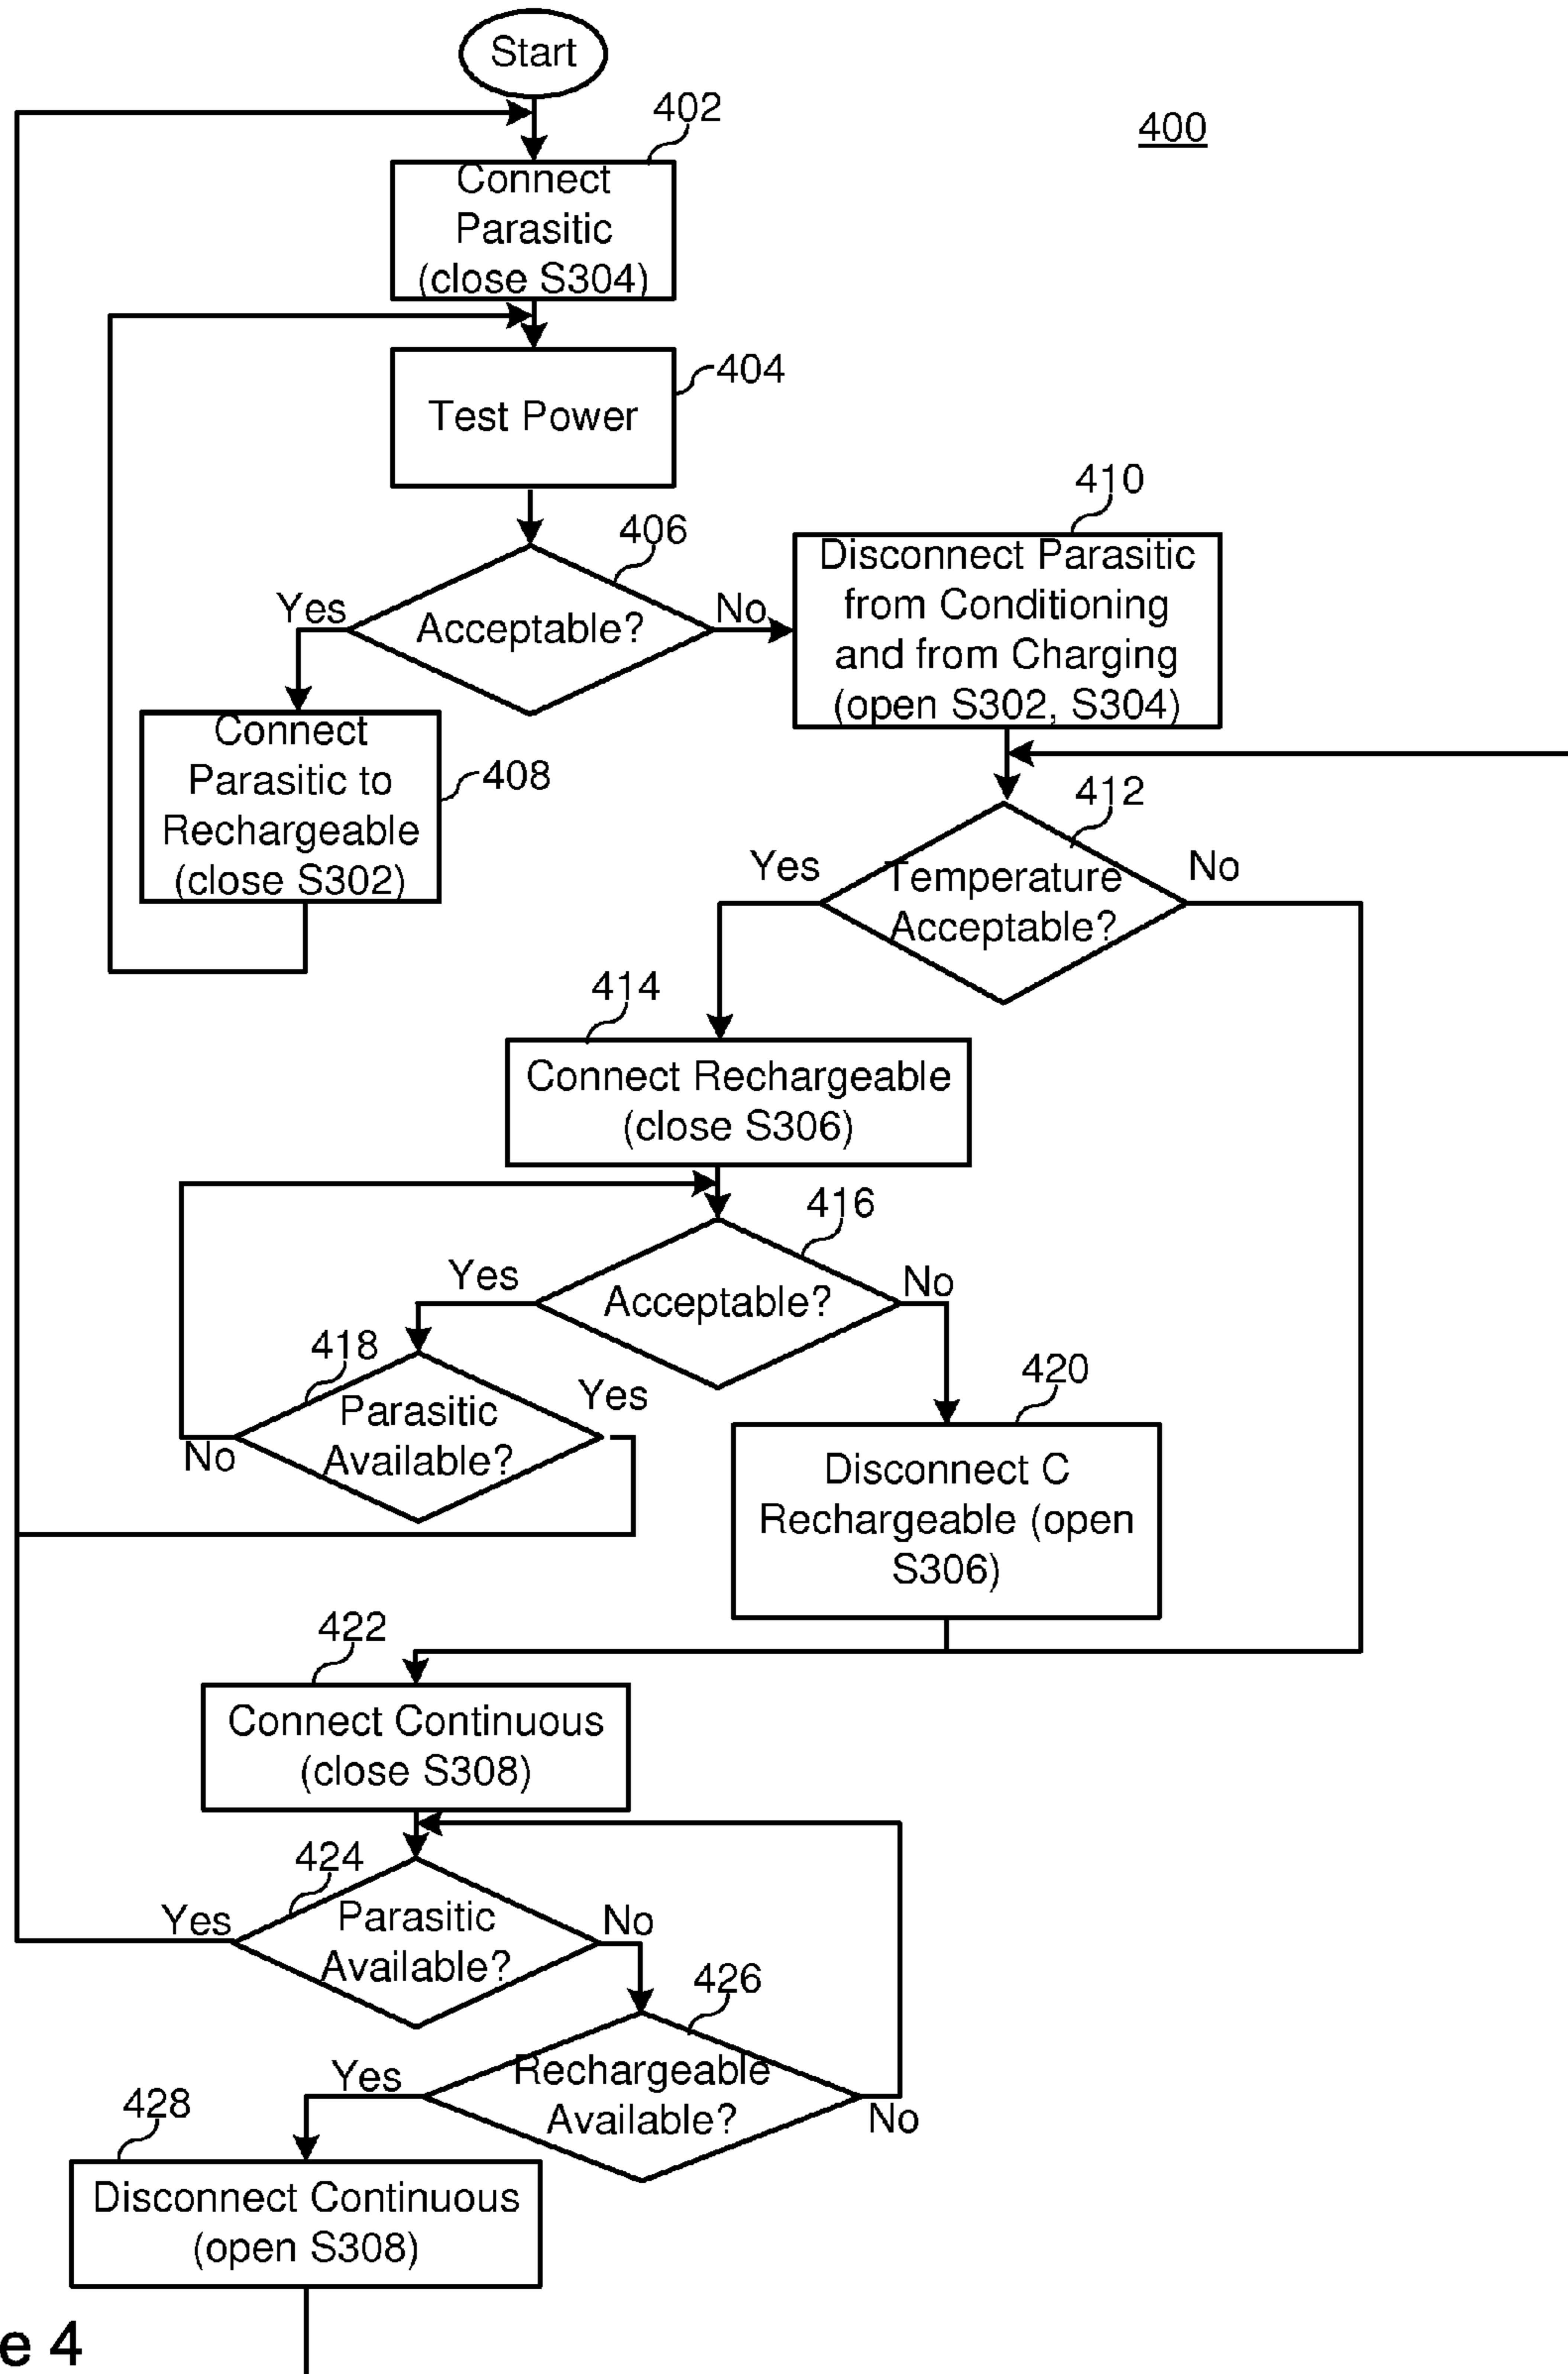 Start
402
400
Connect
Parasitic
(close S304)
404
Test Power
406
Acceptable?
Yes
No
410
Disconnect Parasitic
from Conditioning
and from Charging
(open S302, S304)
Connect
Parasitic to
Rechargeable
(close S302)
408
412
Temperature
Acceptable?
Yes
No
414
Connect Rechargeable
(close S306)
416
Acceptable?
Yes
No
418
Parasitic
Available?
Yes
No
420
Disconnect C
Rechargeable (open
S306)
422
Connect Continuous
(close S308)
424
Parasitic
Available?
Yes
No
426
Rechargeable
Available?
Yes
No
428
Disconnect Continuous
(open S308)
e 4